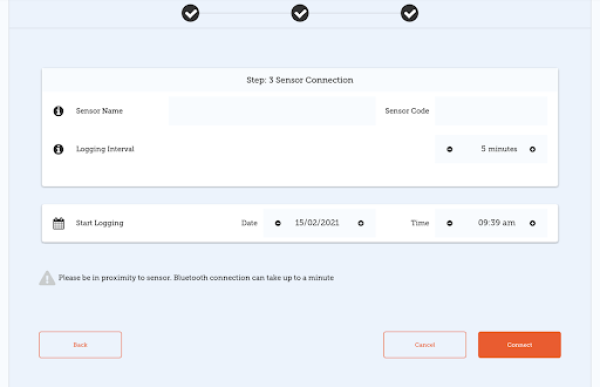 Step: 3 Sensor Connection
Sensor Name Sensor Code
Logging Interval 5 minutes
Start Logging Date 15/02/2021 Time 09:39 am
Please be in proximity to sensor. Bluetooth connection can take up to a minute
Back Cancel Connect